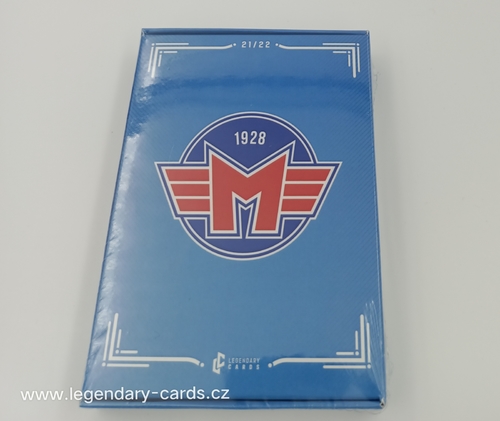 21/22
1928
M
LEGENDARY
CARDS
www.legendary-cards.cz